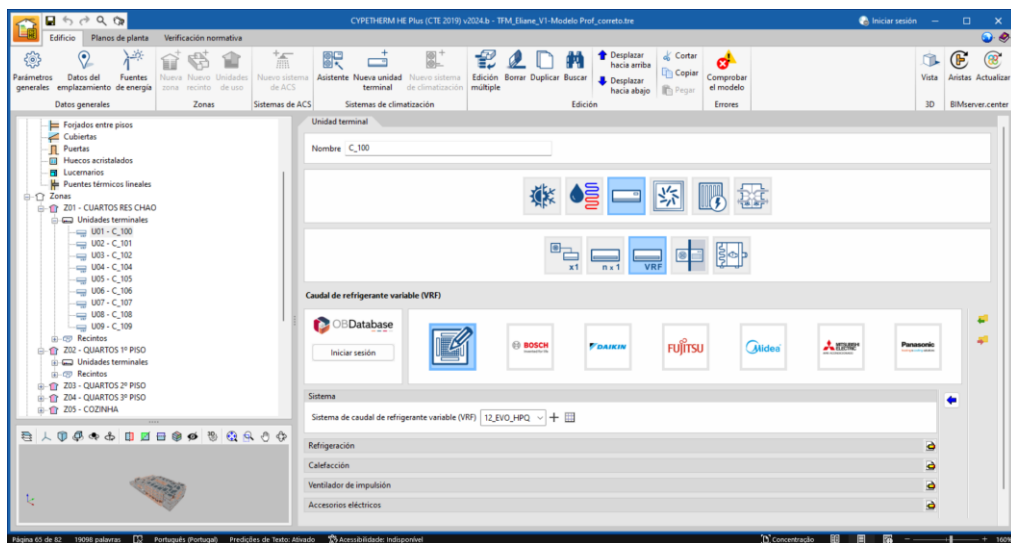 CYPETHERM HE Plus (CTE 2019) v2024.b - TFM_Eliane_V1-Modelo Prof_correto.tre
Iniciar sesión
Edificio Planos de planta Verificación normativa
Parámetros generales
Datos del emplazamiento
Fuentes de energía
Nueva zona
Nuevo recinto
Unidades de uso
Nuevo sistema de ACS
Asistente
Nueva unidad terminal
Nuevo sistema de climatización
Edición múltiple
Borrar
Duplicar
Buscar
Desplazar hacia arriba
Desplazar hacia abajo
Cortar
Copiar
Pegar
Comprobar el modelo
Vista
Aristas
Actualizar
Datos generales
Zonas
Sistemas de ACS
Sistemas de climatización
Edición
Errores
3D
BIMserver.center
Forjados entre pisos
Cubiertas
Puertas
Huecos acristalados
Lucernarios
Puentes térmicos lineales
Zonas
Z01 - CUARTOS RES CHAO
Unidades terminales
U01 - C_100
U02 - C_101
U03 - C_102
U04 - C_104
U05 - C_105
U06 - C_106
U07 - C_107
U08 - C_108
U09 - C_109
Recintos
Z02 - QUARTOS 1º PISO
Unidades terminales
Recintos
Z03 - QUARTOS 2º PISO
Z04 - QUARTOS 3º PISO
Z05 - COZINHA
Unidad terminal
Nombre C_100
x1
n x 1
VRF
Caudal de refrigerante variable (VRF)
OBDatabase
Iniciar sesión
BOSCH
DAIKIN
FUJITSU
Midea
MITSUBISHI ELECTRIC
Panasonic
Sistema
Sistema de caudal de refrigerante variable (VRF) 12_EVO_HPQ
Refrigeración
Calefacción
Ventilador de impulsión
Accesorios eléctricos
Página 65 de 82 19098 palavras Português (Portugal) Predições de Texto: Ativado Acessibilidade: Indisponível Concentração 160%